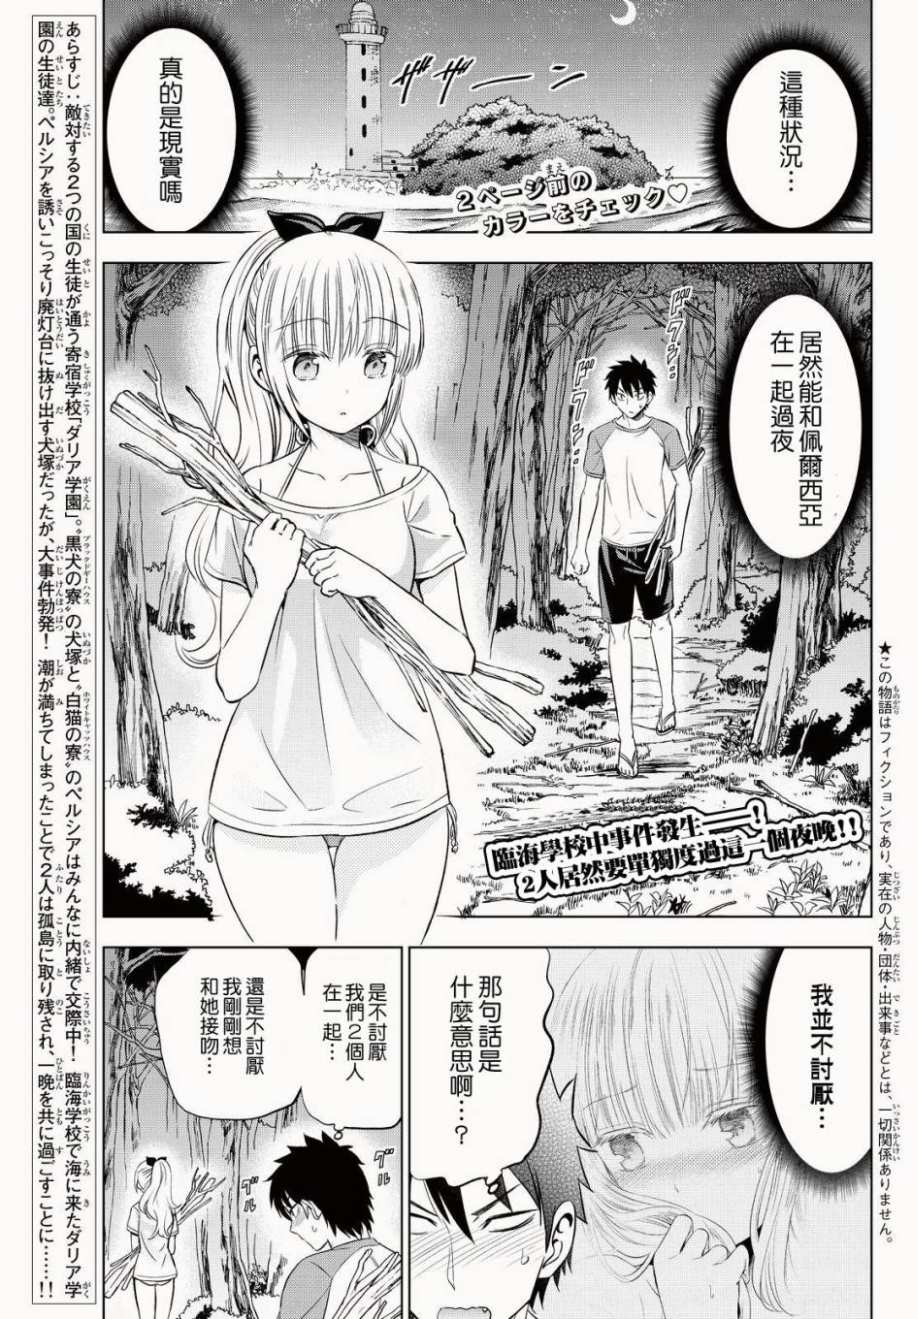 這種狀況…
真的是現實嗎
ザザーン
2ページ前のカラーをチェック♡
居然能和佩爾西亞
在一起過夜
ドクン…
ドクン…
臨海學校中事件發生──！
2人居然要單獨度過這一個夜晚!!
我並不討厭…
那句話是
什麼意思啊…？
是不討厭
我們2個人
在一起…
還是不討厭
我剛剛想
和她接吻…
グル
グル
★この物語はフィクションであり、実在の人物・団体・出来事などとは、一切関係ありません。
あらすじ：敵対する2つの国の生徒が通う寄宿学校「ダリア学園」。〝黒犬の寮〟の犬塚と〝白猫の寮〟のペルシアはみんなに内緒で交際中！ 臨海学校で海に来たダリア学
園の生徒達。ペルシアを誘いこっそり廃灯台に抜け出す犬塚だったが、大事件勃発！ 潮が満ちてしまったことで2人は孤島に取り残され、一晩を共に過ごすことに……!!